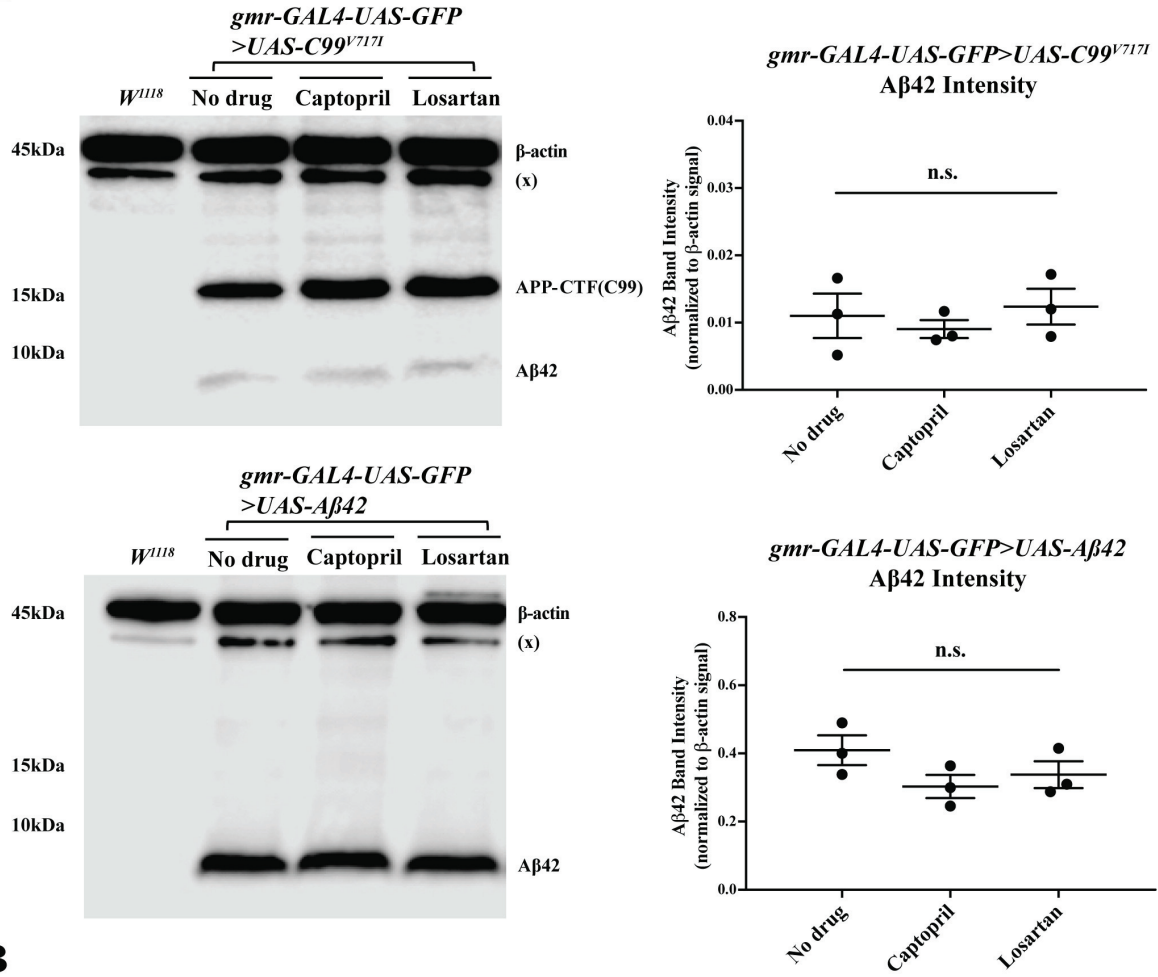 gmr-GAL4-UAS-GFP
>UAS-C99V717I
W1118 No drug Captopril Losartan
45kDa β-actin
(x)
15kDa APP-CTF(C99)
10kDa Aβ42
gmr-GAL4-UAS-GFP>UAS-C99V717I
Aβ42 Intensity
Aβ42 Band Intensity
(normalized to β-actin signal)
0.04
0.03
0.02
0.01
0.00
n.s.
No drug Captopril Losartan
gmr-GAL4-UAS-GFP
>UAS-Aβ42
W1118 No drug Captopril Losartan
45kDa β-actin
(x)
15kDa
10kDa
Aβ42
gmr-GAL4-UAS-GFP>UAS-Aβ42
Aβ42 Intensity
Aβ42 Band Intensity
(normalized to β-actin signal)
0.8
0.6
0.4
0.2
0.0
n.s.
No drug Captopril Losartan